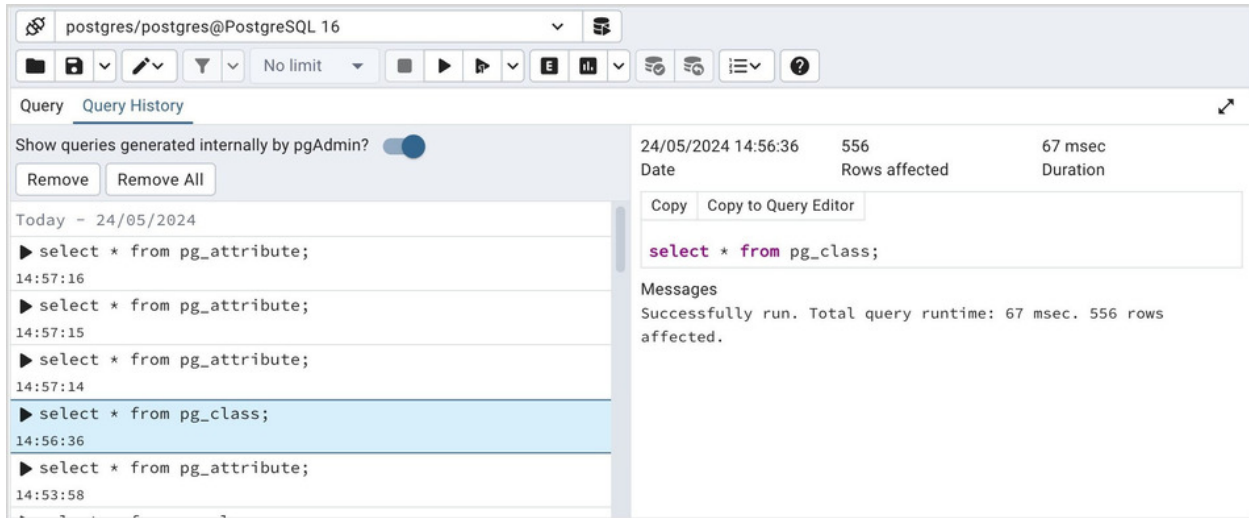 postgres/postgres@PostgreSQL 16
No limit
E
Query Query History
Show queries generated internally by pgAdmin?
Remove Remove All
Today - 24/05/2024
select * from pg_attribute;
14:57:16
select * from pg_attribute;
14:57:15
select * from pg_attribute;
14:57:14
select * from pg_class;
14:56:36
select * from pg_attribute;
14:53:58
24/05/2024 14:56:36 556 67 msec
Date Rows affected Duration
Copy Copy to Query Editor
select * from pg_class;
Messages
Successfully run. Total query runtime: 67 msec. 556 rows
affected.